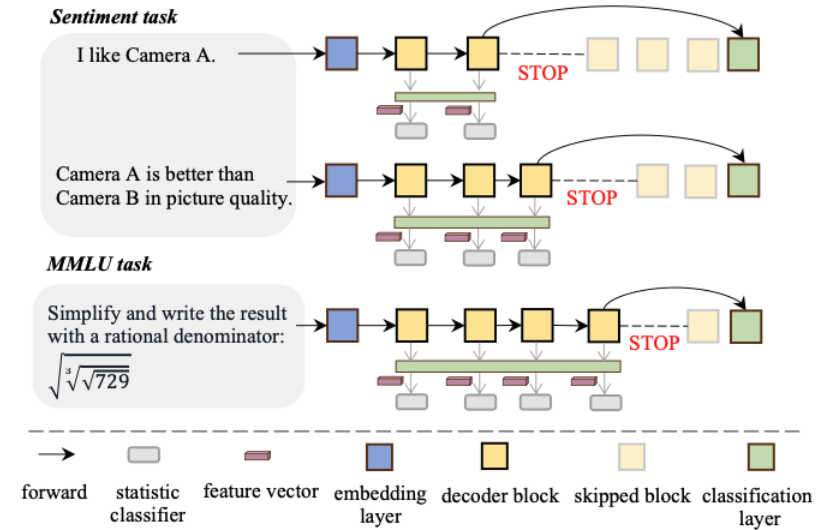 Sentiment task
I like Camera A.
STOP
Camera A is better than
Camera B in picture quality.
STOP
MMLU task
Simplify and write the result
with a rational denominator:
√∛√729
STOP
forward
statistic
classifier
feature vector
embedding
layer
decoder block
skipped block
classification
layer